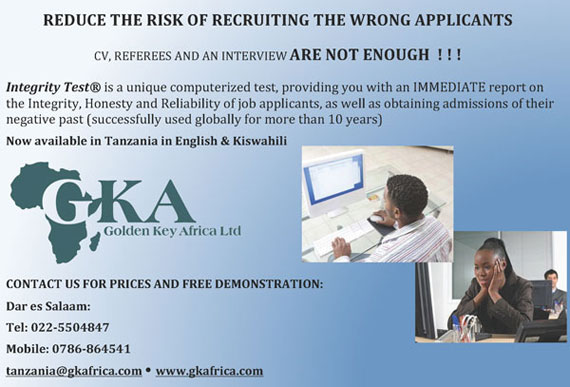 REDUCE THE RISK OF RECRUITING THE WRONG APPLICANTS
CV, REFEREES AND AN INTERVIEW ARE NOT ENOUGH ! ! !
Integrity Test® is a unique computerized test, providing you with an IMMEDIATE report on
the Integrity, Honesty and Reliability of job applicants, as well as obtaining admissions of their
negative past (successfully used globally for more than 10 years)
Now available in Tanzania in English & Kiswahili
GKA
Golden Key Africa Ltd
CONTACT US FOR PRICES AND FREE DEMONSTRATION:
Dar es Salaam:
Tel: 022-5504847
Mobile: 0786-864541
tanzania@gkafrica.com • www.gkafrica.com